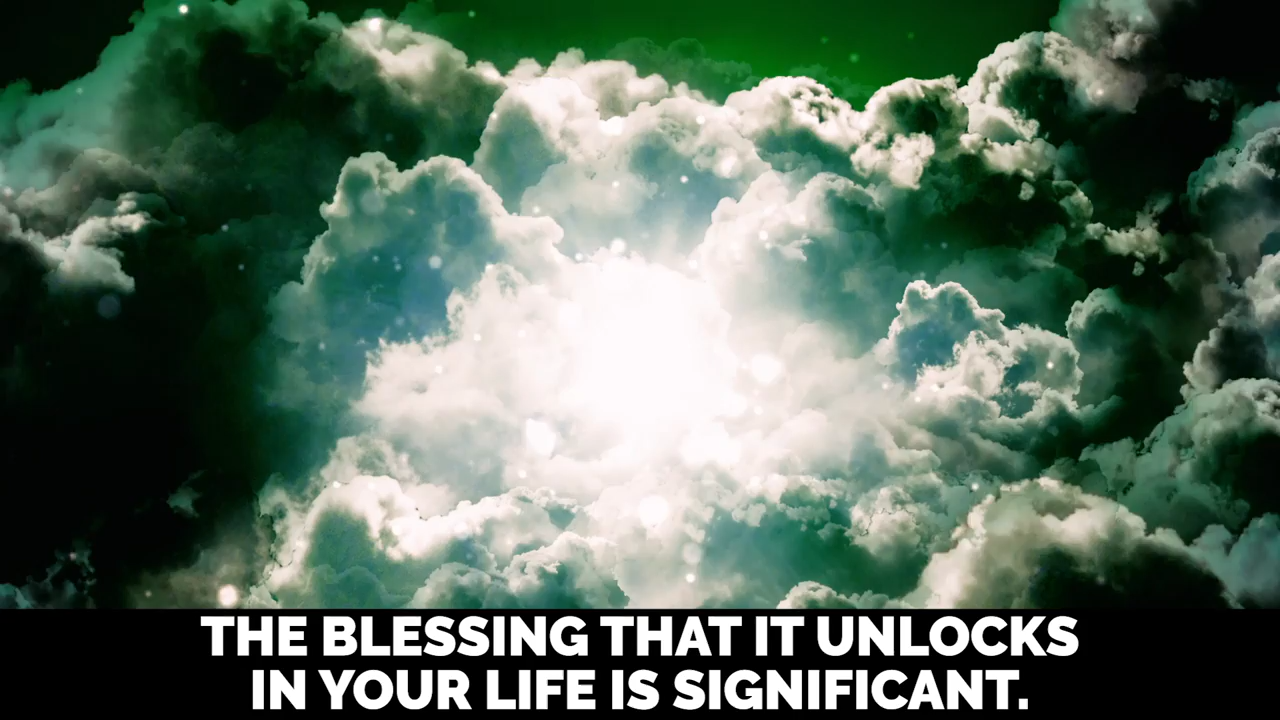 THE BLESSING THAT IT UNLOCKS
IN YOUR LIFE IS SIGNIFICANT.